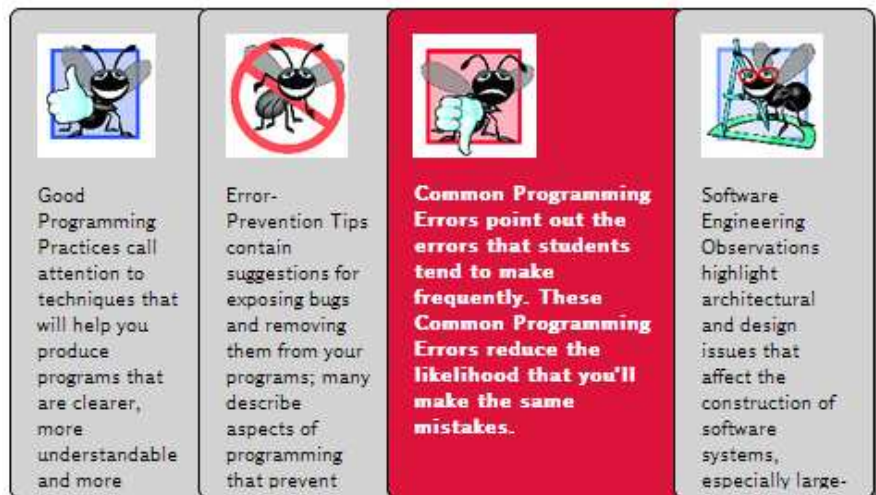 Good
Programming
Practices call
attention to
techniques that
will help you
produce
programs that
are clearer,
more
understandable
and more
Error-
Prevention Tips
contain
suggestions for
exposing bugs
and removing
them from your
programs; many
describe
aspects of
programming
that prevent
Common Programming
Errors point out the
errors that students
tend to make
frequently. These
Common Programming
Errors reduce the
likelihood that you'll
make the same
mistakes.
Software
Engineering
Observations
highlight
architectural
and design
issues that
affect the
construction of
software
systems,
especially large-